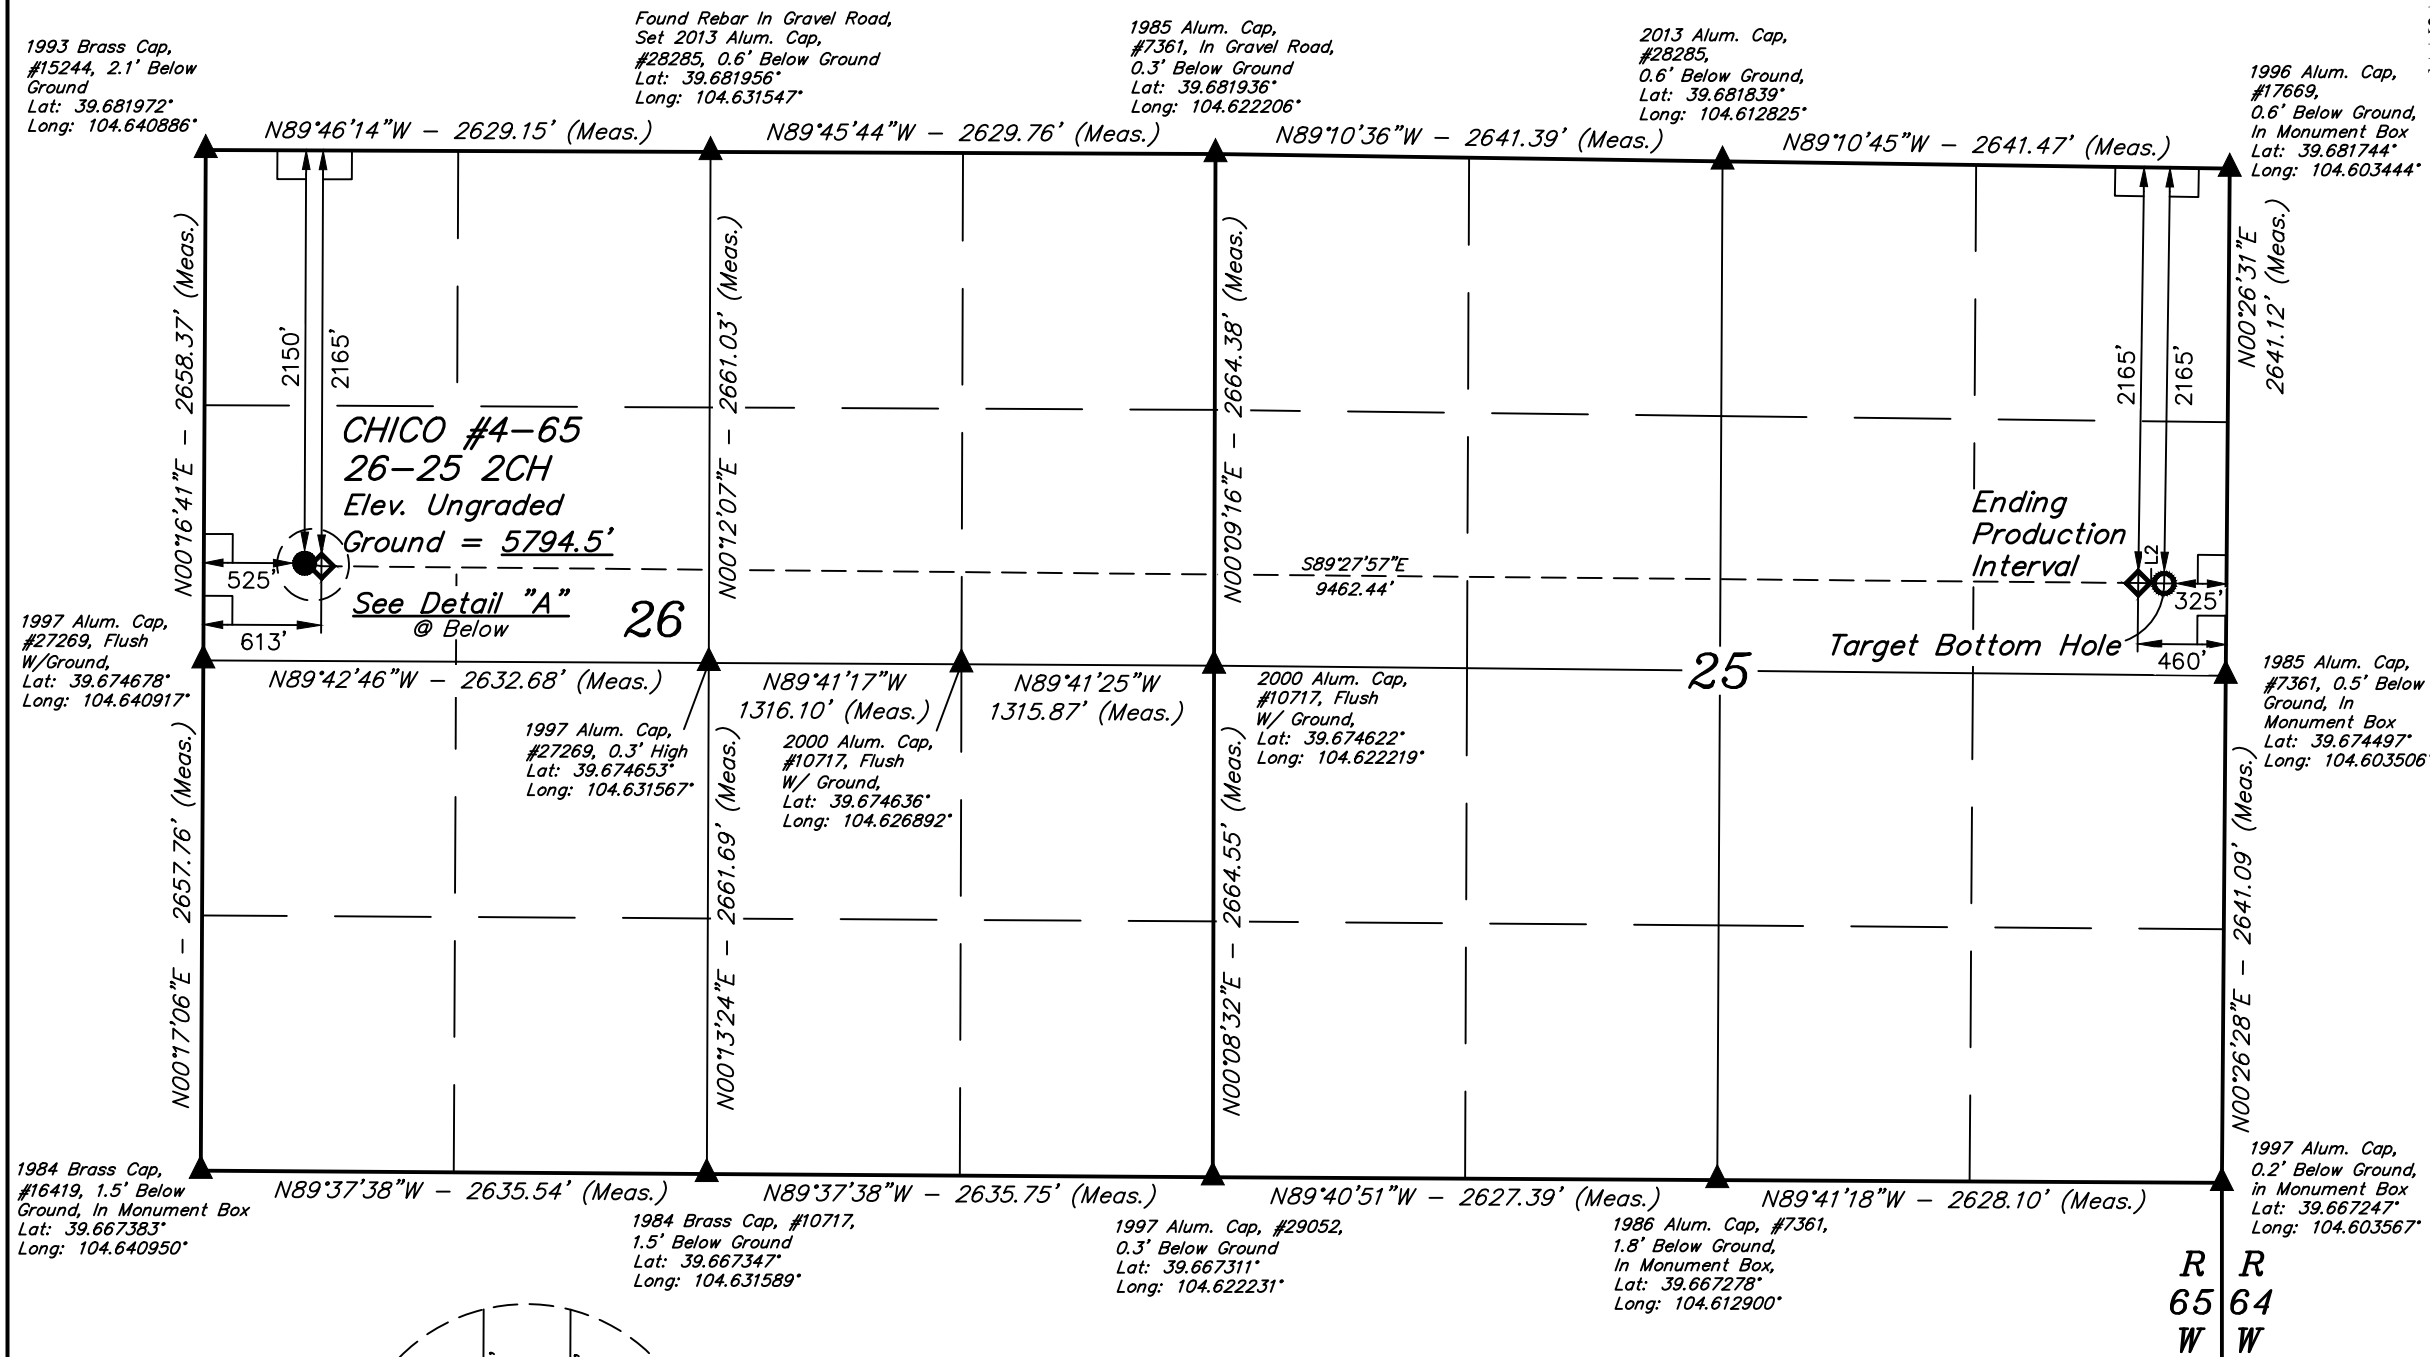 1993 Brass Cap,
#15244, 2.1' Below
Ground
Lat: 39.681972°
Long: 104.640886°
Found Rebar In Gravel Road,
Set 2013 Alum. Cap,
#28285, 0.6' Below Ground
Lat: 39.681956°
Long: 104.631547°
1985 Alum. Cap,
#7361, In Gravel Road,
0.3' Below Ground
Lat: 39.681936°
Long: 104.622206°
2013 Alum. Cap,
#28285,
0.6' Below Ground,
Lat: 39.681839°
Long: 104.612825°
1996 Alum. Cap,
#17669,
0.6' Below Ground,
In Monument Box
Lat: 39.681744°
Long: 104.603444°
N89°46'14"W - 2629.15' (Meas.)
N89°45'44"W - 2629.76' (Meas.)
N89°10'36"W - 2641.39' (Meas.)
N89°10'45"W - 2641.47' (Meas.)
N00°16'41"E - 2658.37' (Meas.)
2150'
2165'
N00°12'07"E - 2661.03' (Meas.)
N00°09'16"E - 2664.38' (Meas.)
2165'
2165'
N00°26'31"E
2641.12' (Meas.)
CHICO #4-65
26-25 2CH
Elev. Ungraded
Ground = 5794.5'
525'
See Detail "A"
@ Below
613'
26
S89°27'57"E
9462.44'
Ending
Production
Interval
L2
325'
Target Bottom Hole
460'
25
1997 Alum. Cap,
#27269, Flush
W/Ground,
Lat: 39.674678°
Long: 104.640917°
N89°42'46"W - 2632.68' (Meas.)
N89°41'17"W
1316.10' (Meas.)
N89°41'25"W
1315.87' (Meas.)
1997 Alum. Cap,
#27269, 0.3' High
Lat: 39.674653°
Long: 104.631567°
2000 Alum. Cap,
#10717, Flush
W/ Ground,
Lat: 39.674636°
Long: 104.626892°
2000 Alum. Cap,
#10717, Flush
W/ Ground,
Lat: 39.674622°
Long: 104.622219°
1985 Alum. Cap,
#7361, 0.5' Below
Ground, In
Monument Box
Lat: 39.674497°
Long: 104.603506°
N00°17'06"E - 2657.76' (Meas.)
N00°13'24"E - 2661.69' (Meas.)
N00°08'32"E - 2664.55' (Meas.)
N00°26'28"E - 2641.09' (Meas.)
1984 Brass Cap,
#16419, 1.5' Below
Ground, In Monument Box
Lat: 39.667383°
Long: 104.640950°
N89°37'38"W - 2635.54' (Meas.)
N89°37'38"W - 2635.75' (Meas.)
N89°40'51"W - 2627.39' (Meas.)
N89°41'18"W - 2628.10' (Meas.)
1984 Brass Cap, #10717,
1.5' Below Ground
Lat: 39.667347°
Long: 104.631589°
1997 Alum. Cap, #29052,
0.3' Below Ground
Lat: 39.667311°
Long: 104.622231°
1986 Alum. Cap, #7361,
1.8' Below Ground,
In Monument Box,
Lat: 39.667278°
Long: 104.612900°
1997 Alum. Cap,
0.2' Below Ground,
in Monument Box
Lat: 39.667247°
Long: 104.603567°
R R
65 64
W W